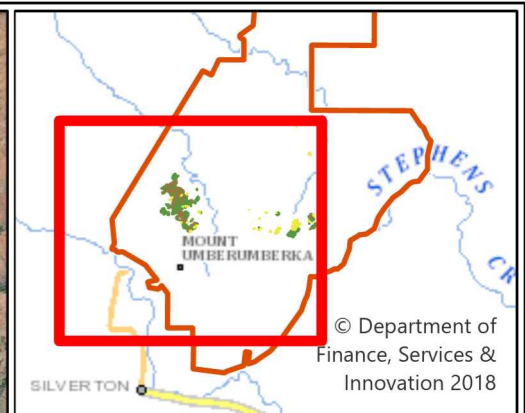 STEPHENS
CR
MOUNT
UMBERUMBERKA
© Department of
Finance, Services &
Innovation 2018
SILVERTON